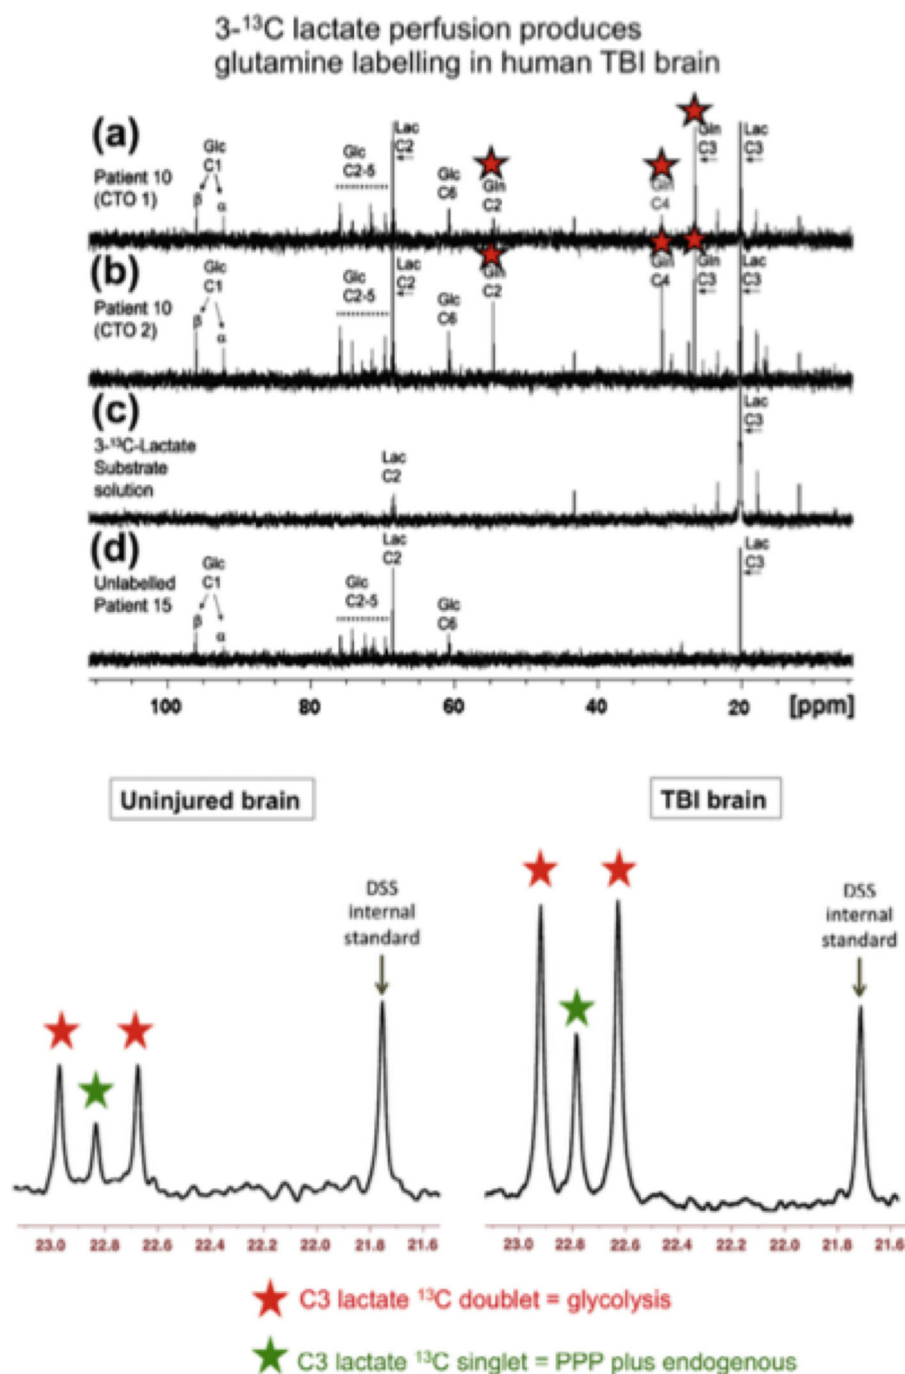 3-¹³C lactate perfusion produces
glutamine labelling in human TBI brain
(a)
Patient 10
(CTO 1)
Glc
C1
β
α
Glc
C2-5
Lac
C2
Glc
C6
Gln
C2
Gln
C4
Gln
C3
Lac
C3
(b)
Patient 10
(CTO 2)
Glc
C1
β
α
Glc
C2-5
Lac
C2
Glc
C6
Gln
C2
Gln
C4
Gln
C3
Lac
C3
(c)
3-¹³C-Lactate
Substrate
solution
Lac
C2
Lac
C3
(d)
Unlabelled
Patient 15
Glc
C1
β
α
Glc
C2-5
Lac
C2
Glc
C6
Lac
C3
100 80 60 40 20 [ppm]
Uninjured brain
DSS
internal
standard
23.0 22.8 22.6 22.4 22.2 22.0 21.8 21.6
TBI brain
DSS
internal
standard
23.0 22.8 22.6 22.4 22.2 22.0 21.8 21.6
C3 lactate ¹³C doublet = glycolysis
C3 lactate ¹³C singlet = PPP plus endogenous